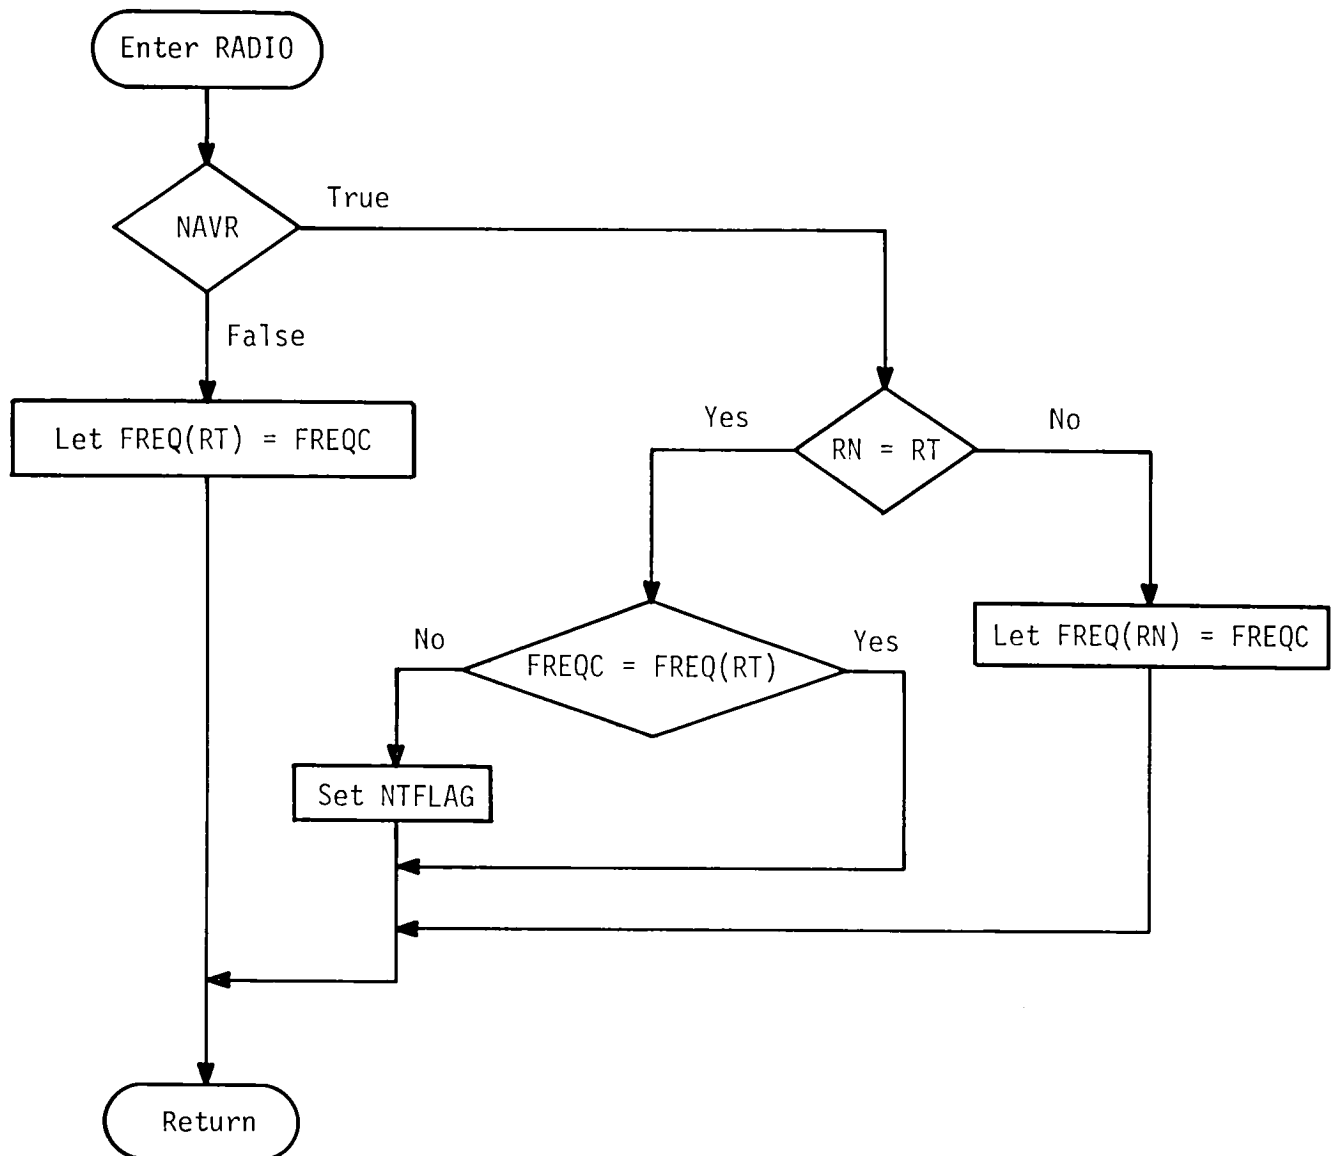 Enter RADIO
NAVR
True
False
Let FREQ(RT) = FREQC
Yes
RN = RT
No
No
FREQC = FREQ(RT)
Yes
Let FREQ(RN) = FREQC
Set NTFLAG
Return